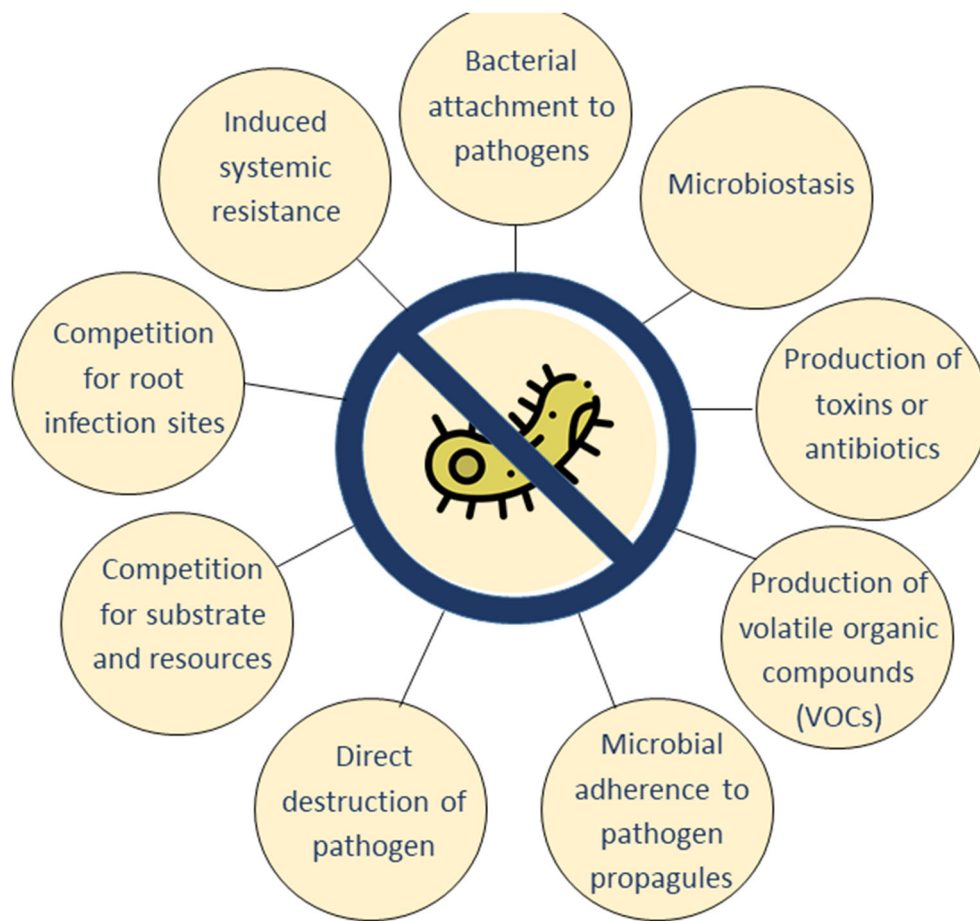 Bacterial
attachment to
pathogens
Microbiostasis
Production of
toxins or
antibiotics
Production of
volatile organic
compounds
(VOCs)
Microbial
adherence to
pathogen
propagules
Direct
destruction of
pathogen
Competition
for substrate
and resources
Competition
for root
infection sites
Induced
systemic
resistance